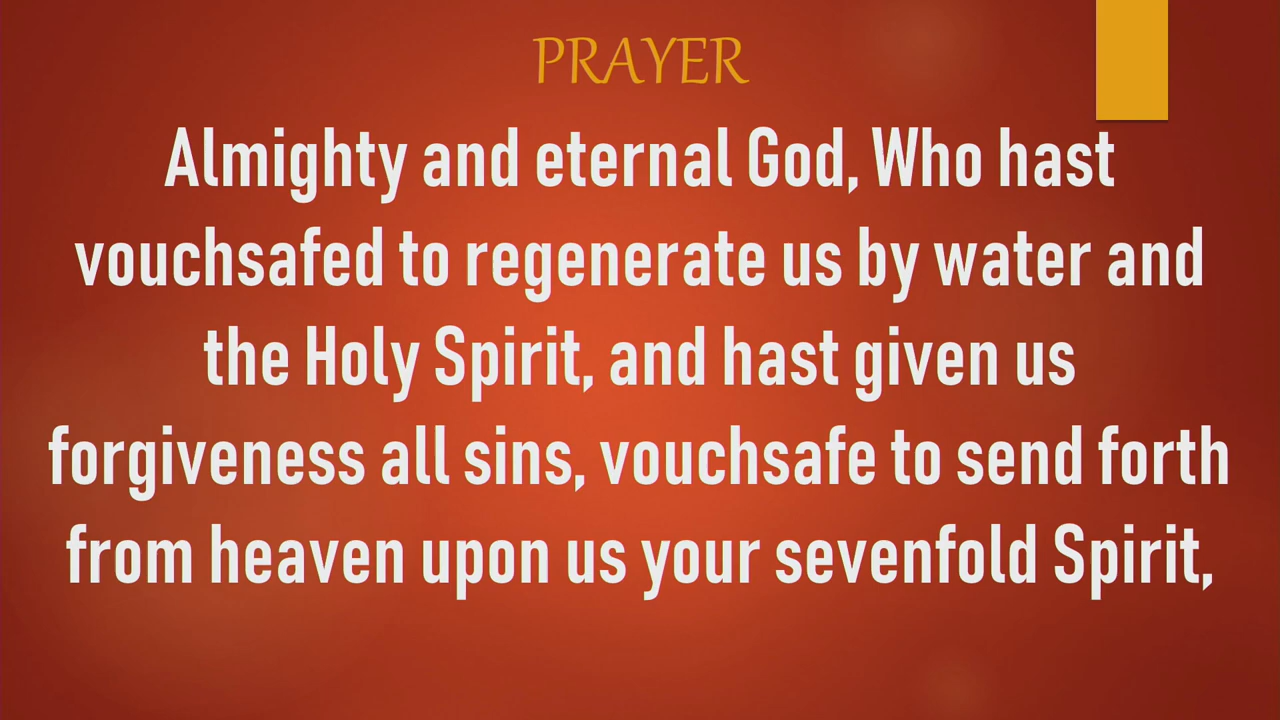 PRAYER
Almighty and eternal God, Who hast
vouchsafed to regenerate us by water and
the Holy Spirit, and hast given us
forgiveness all sins, vouchsafe to send forth
from heaven upon us your sevenfold Spirit,